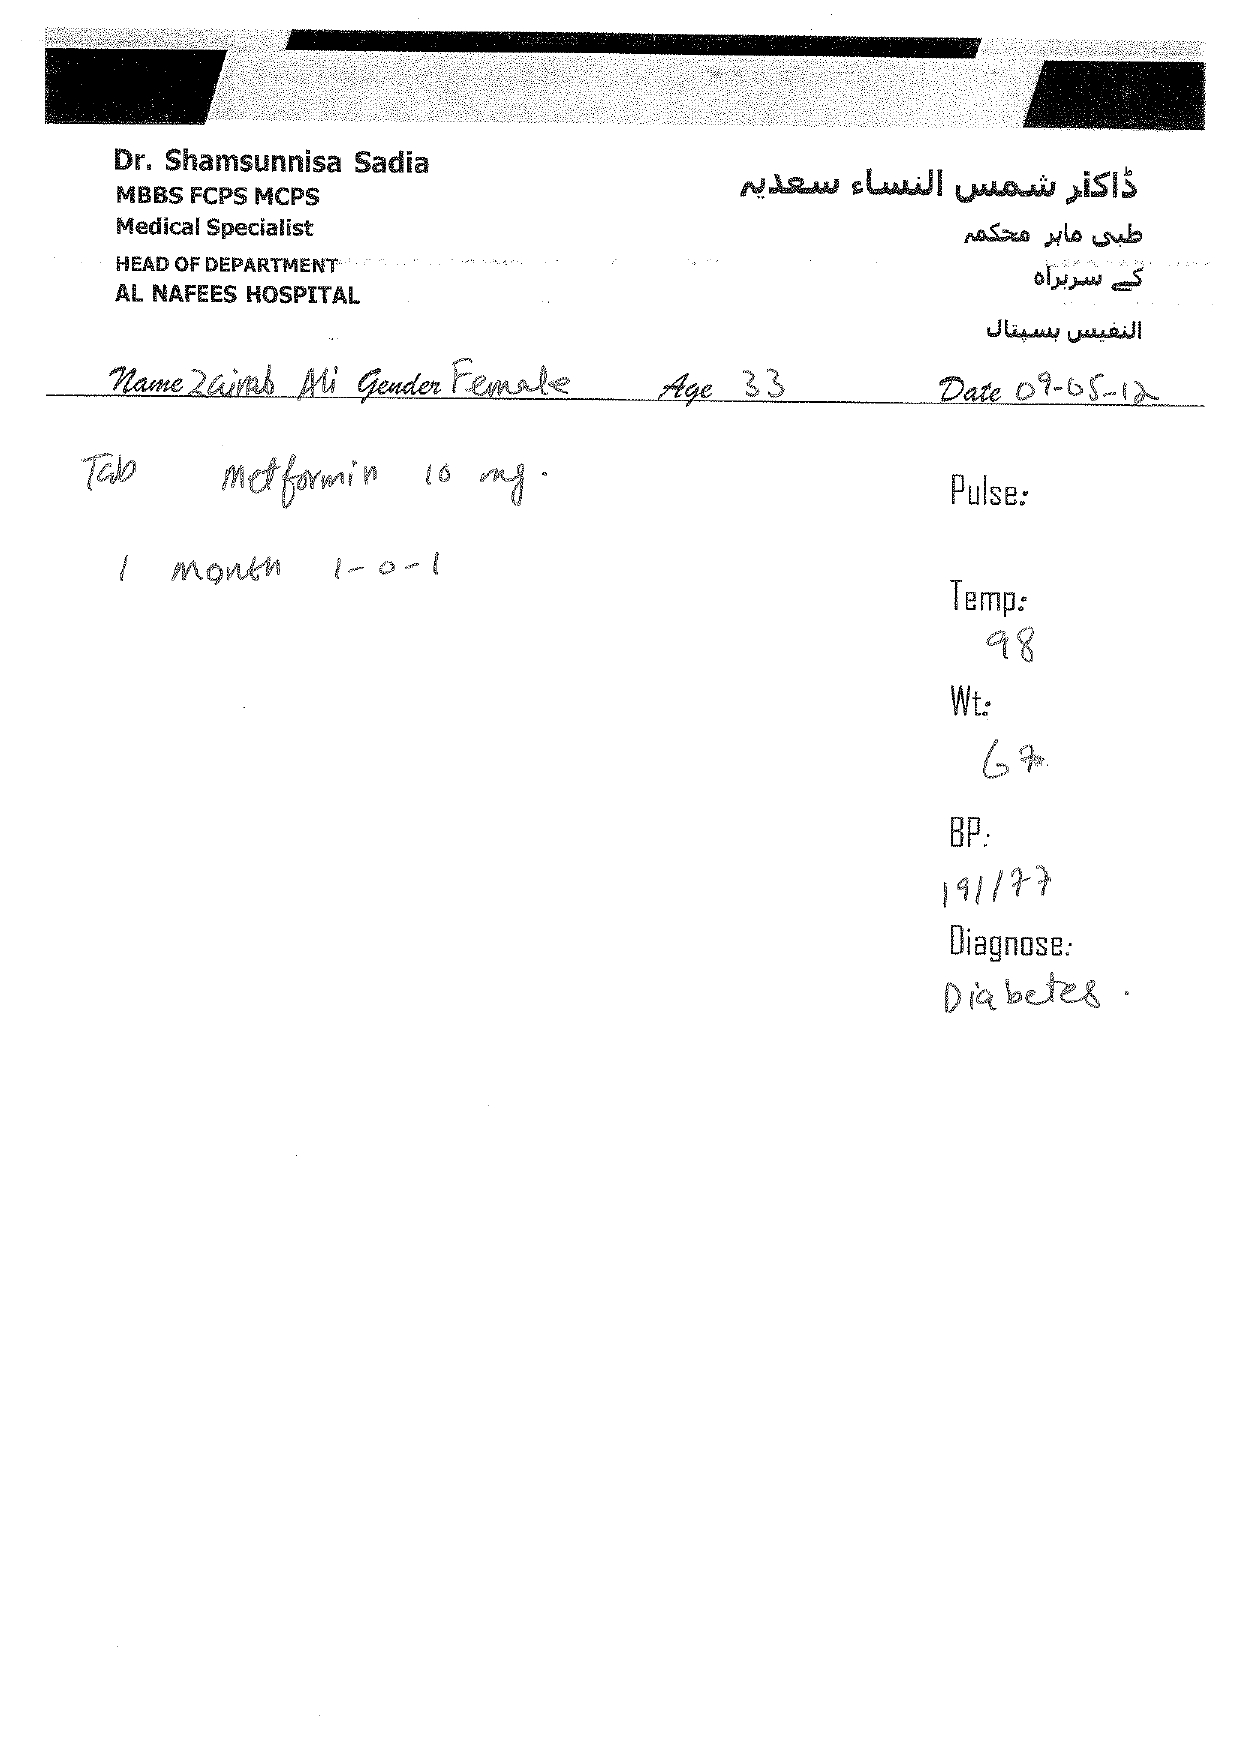 Dr. Shamsunnisa Sadia
MBBS FCPS MCPS
Medical Specialist
HEAD OF DEPARTMENT
AL NAFEES HOSPITAL
ڈاکٹر شمس النساء سعدیہ
طبی ماہر محکمہ
کے سربراہ
النفیس ہسپتال
Name Zainab Ali Gender Female Age 33 Date 09-05-12
Tab Metformin 10 mg.
1 month 1-0-1
Pulse:
Temp:
98
Wt:
67
BP:
191/77
Diagnose:
Diabetes.